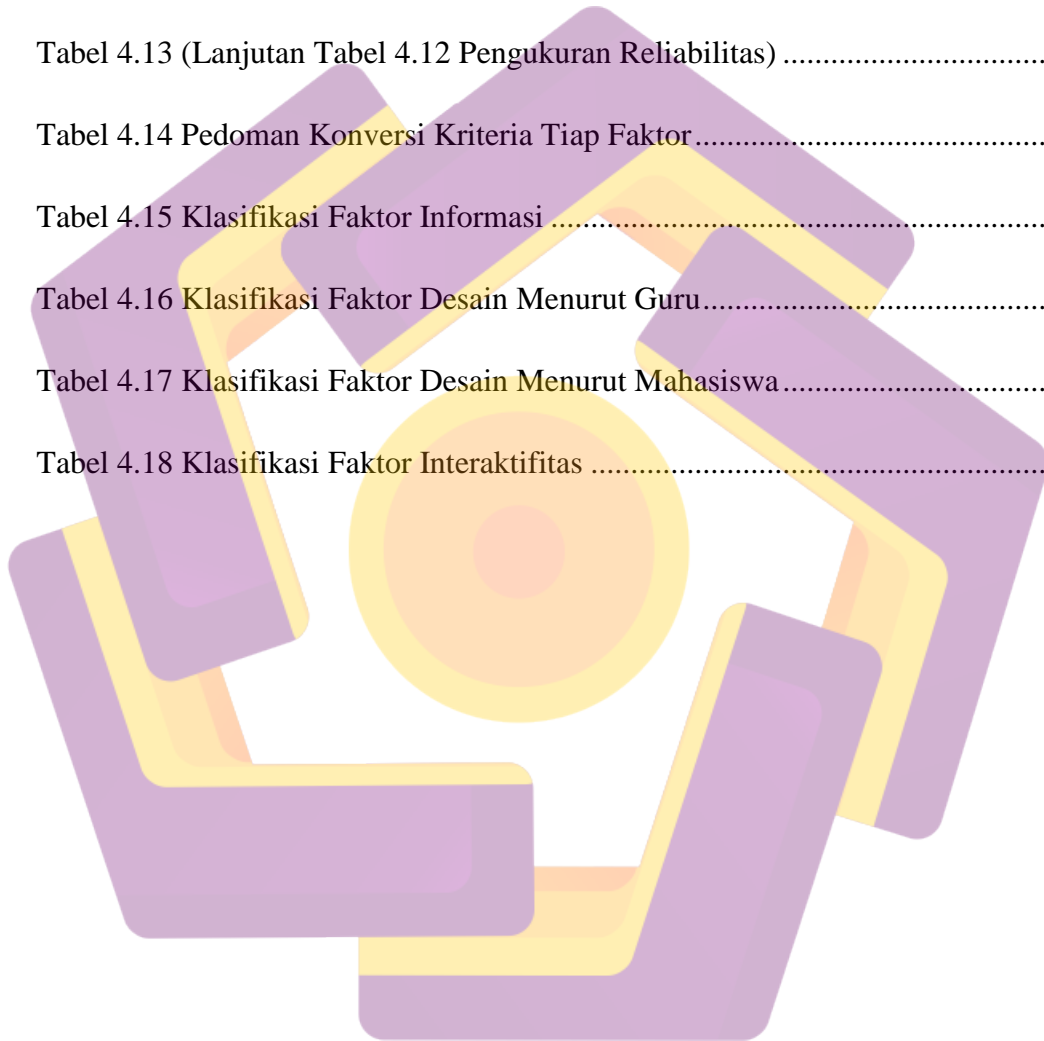 Tabel 4.13 (Lanjutan Tabel 4.12 Pengukuran Reliabilitas) ..................................
Tabel 4.14 Pedoman Konversi Kriteria Tiap Faktor .............................................
Tabel 4.15 Klasifikasi Faktor Informasi ...............................................................
Tabel 4.16 Klasifikasi Faktor Desain Menurut Guru ............................................
Tabel 4.17 Klasifikasi Faktor Desain Menurut Mahasiswa ..................................
Tabel 4.18 Klasifikasi Faktor Interaktifitas ..........................................................